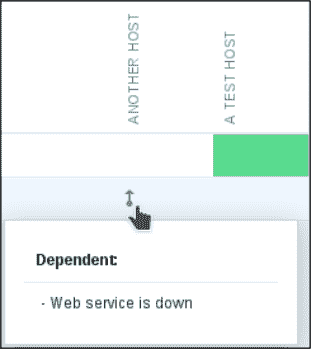 ANOTHER HOST
A TEST HOST
Dependent:
- Web service is down